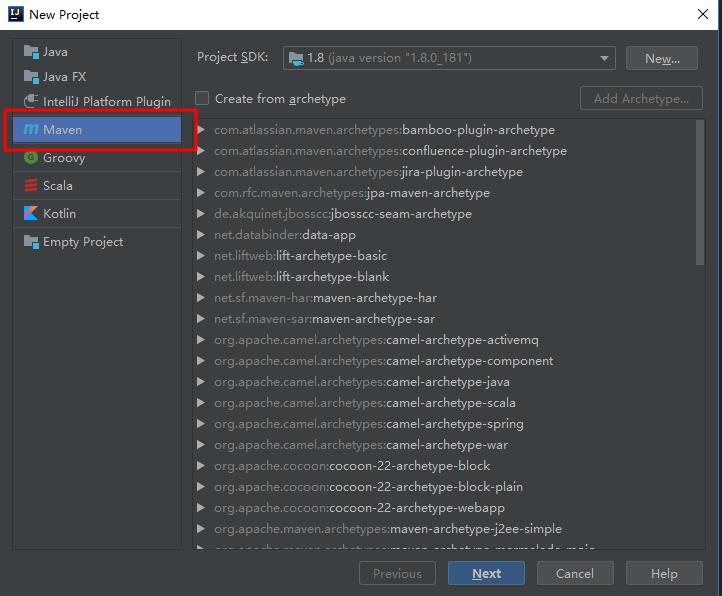 New Project
Java
Java FX
IntelliJ Platform Plugin
Maven
Groovy
Scala
Kotlin
Empty Project
Project SDK: 1.8 (java version "1.8.0_181") New...
Create from archetype Add Archetype...
com.atlassian.maven.archetypes:bamboo-plugin-archetype
com.atlassian.maven.archetypes:confluence-plugin-archetype
com.atlassian.maven.archetypes:jira-plugin-archetype
com.rfc.maven.archetypes:jpa-maven-archetype
de.akquinet.jbosscc:jbosscc-seam-archetype
net.databinder:data-app
net.liftweb:lift-archetype-basic
net.liftweb:lift-archetype-blank
net.sf.maven-har:maven-archetype-har
net.sf.maven-sar:maven-archetype-sar
org.apache.camel.archetypes:camel-archetype-activemq
org.apache.camel.archetypes:camel-archetype-component
org.apache.camel.archetypes:camel-archetype-java
org.apache.camel.archetypes:camel-archetype-scala
org.apache.camel.archetypes:camel-archetype-spring
org.apache.camel.archetypes:camel-archetype-war
org.apache.cocoon:cocoon-22-archetype-block
org.apache.cocoon:cocoon-22-archetype-block-plain
org.apache.cocoon:cocoon-22-archetype-webapp
org.apache.maven.archetypes:maven-archetype-j2ee-simple
Previous Next Cancel Help